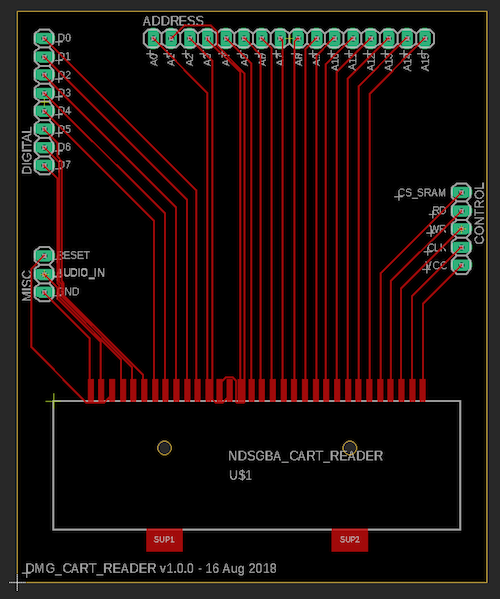 ADDRESS
D0
D1
D2
D3
D4
D5
D6
D7
DIGITAL
A0
A1
A2
A3
A4
A5
A6
A7
A8
A9
A10
A11
A12
A13
A14
A15
CS_SRAM
RD
WR
CLK
VCC
CONTROL
RESET
AUDIO_IN
GND
MISC
NDSGBA_CART_READER
U$1
SUP1
SUP2
DMG_CART_READER v1.0.0 - 16 Aug 2018